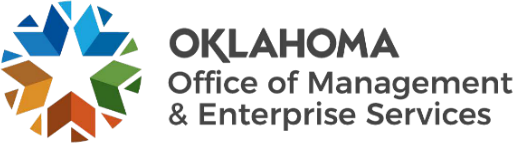 OKLAHOMA
Office of Management
& Enterprise Services